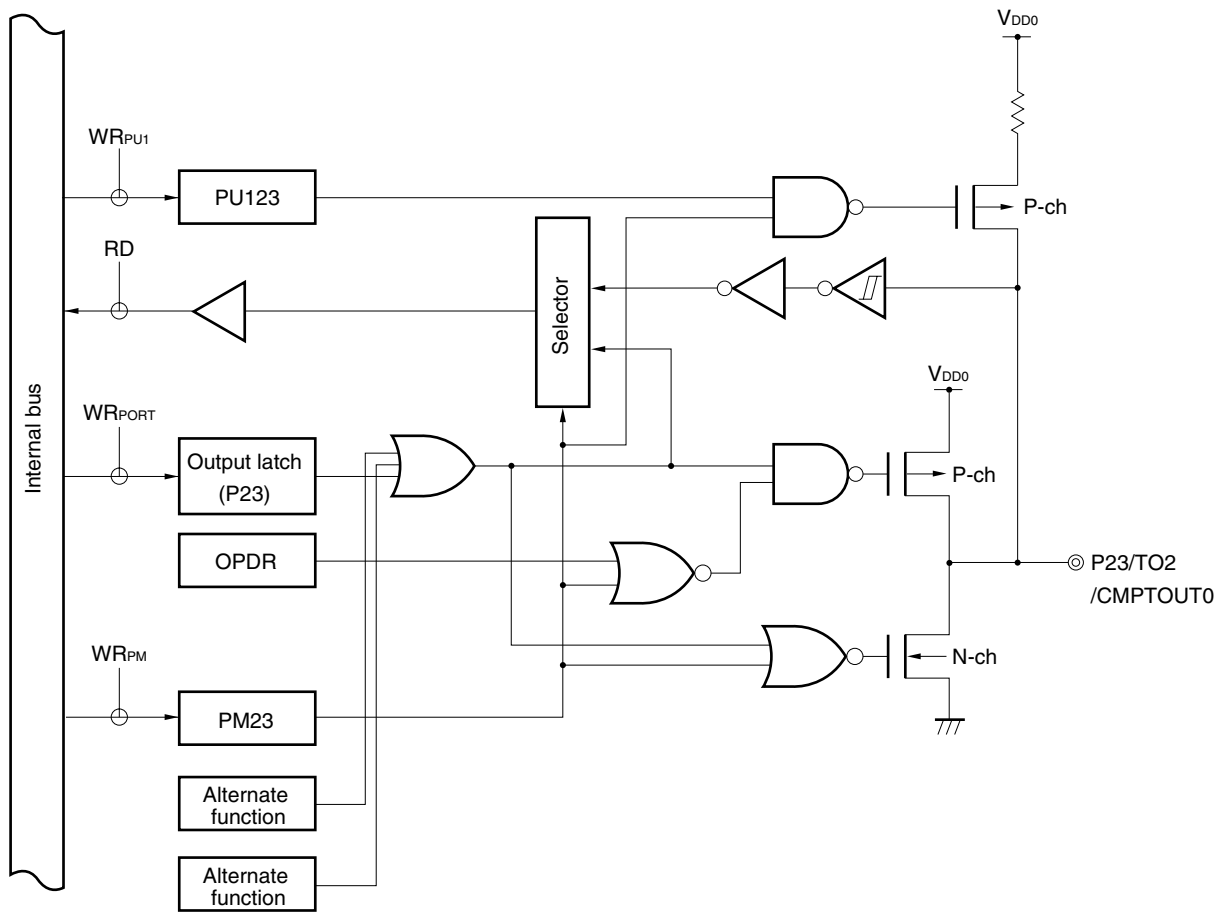 VDD0
WRPU1
PU123
P-ch
RD
Selector
Internal bus
VDD0
WRPORT
Output latch
(P23)
P-ch
OPDR
P23/TO2
/CMPTOUT0
WRPM
N-ch
PM23
Alternate
function
Alternate
function